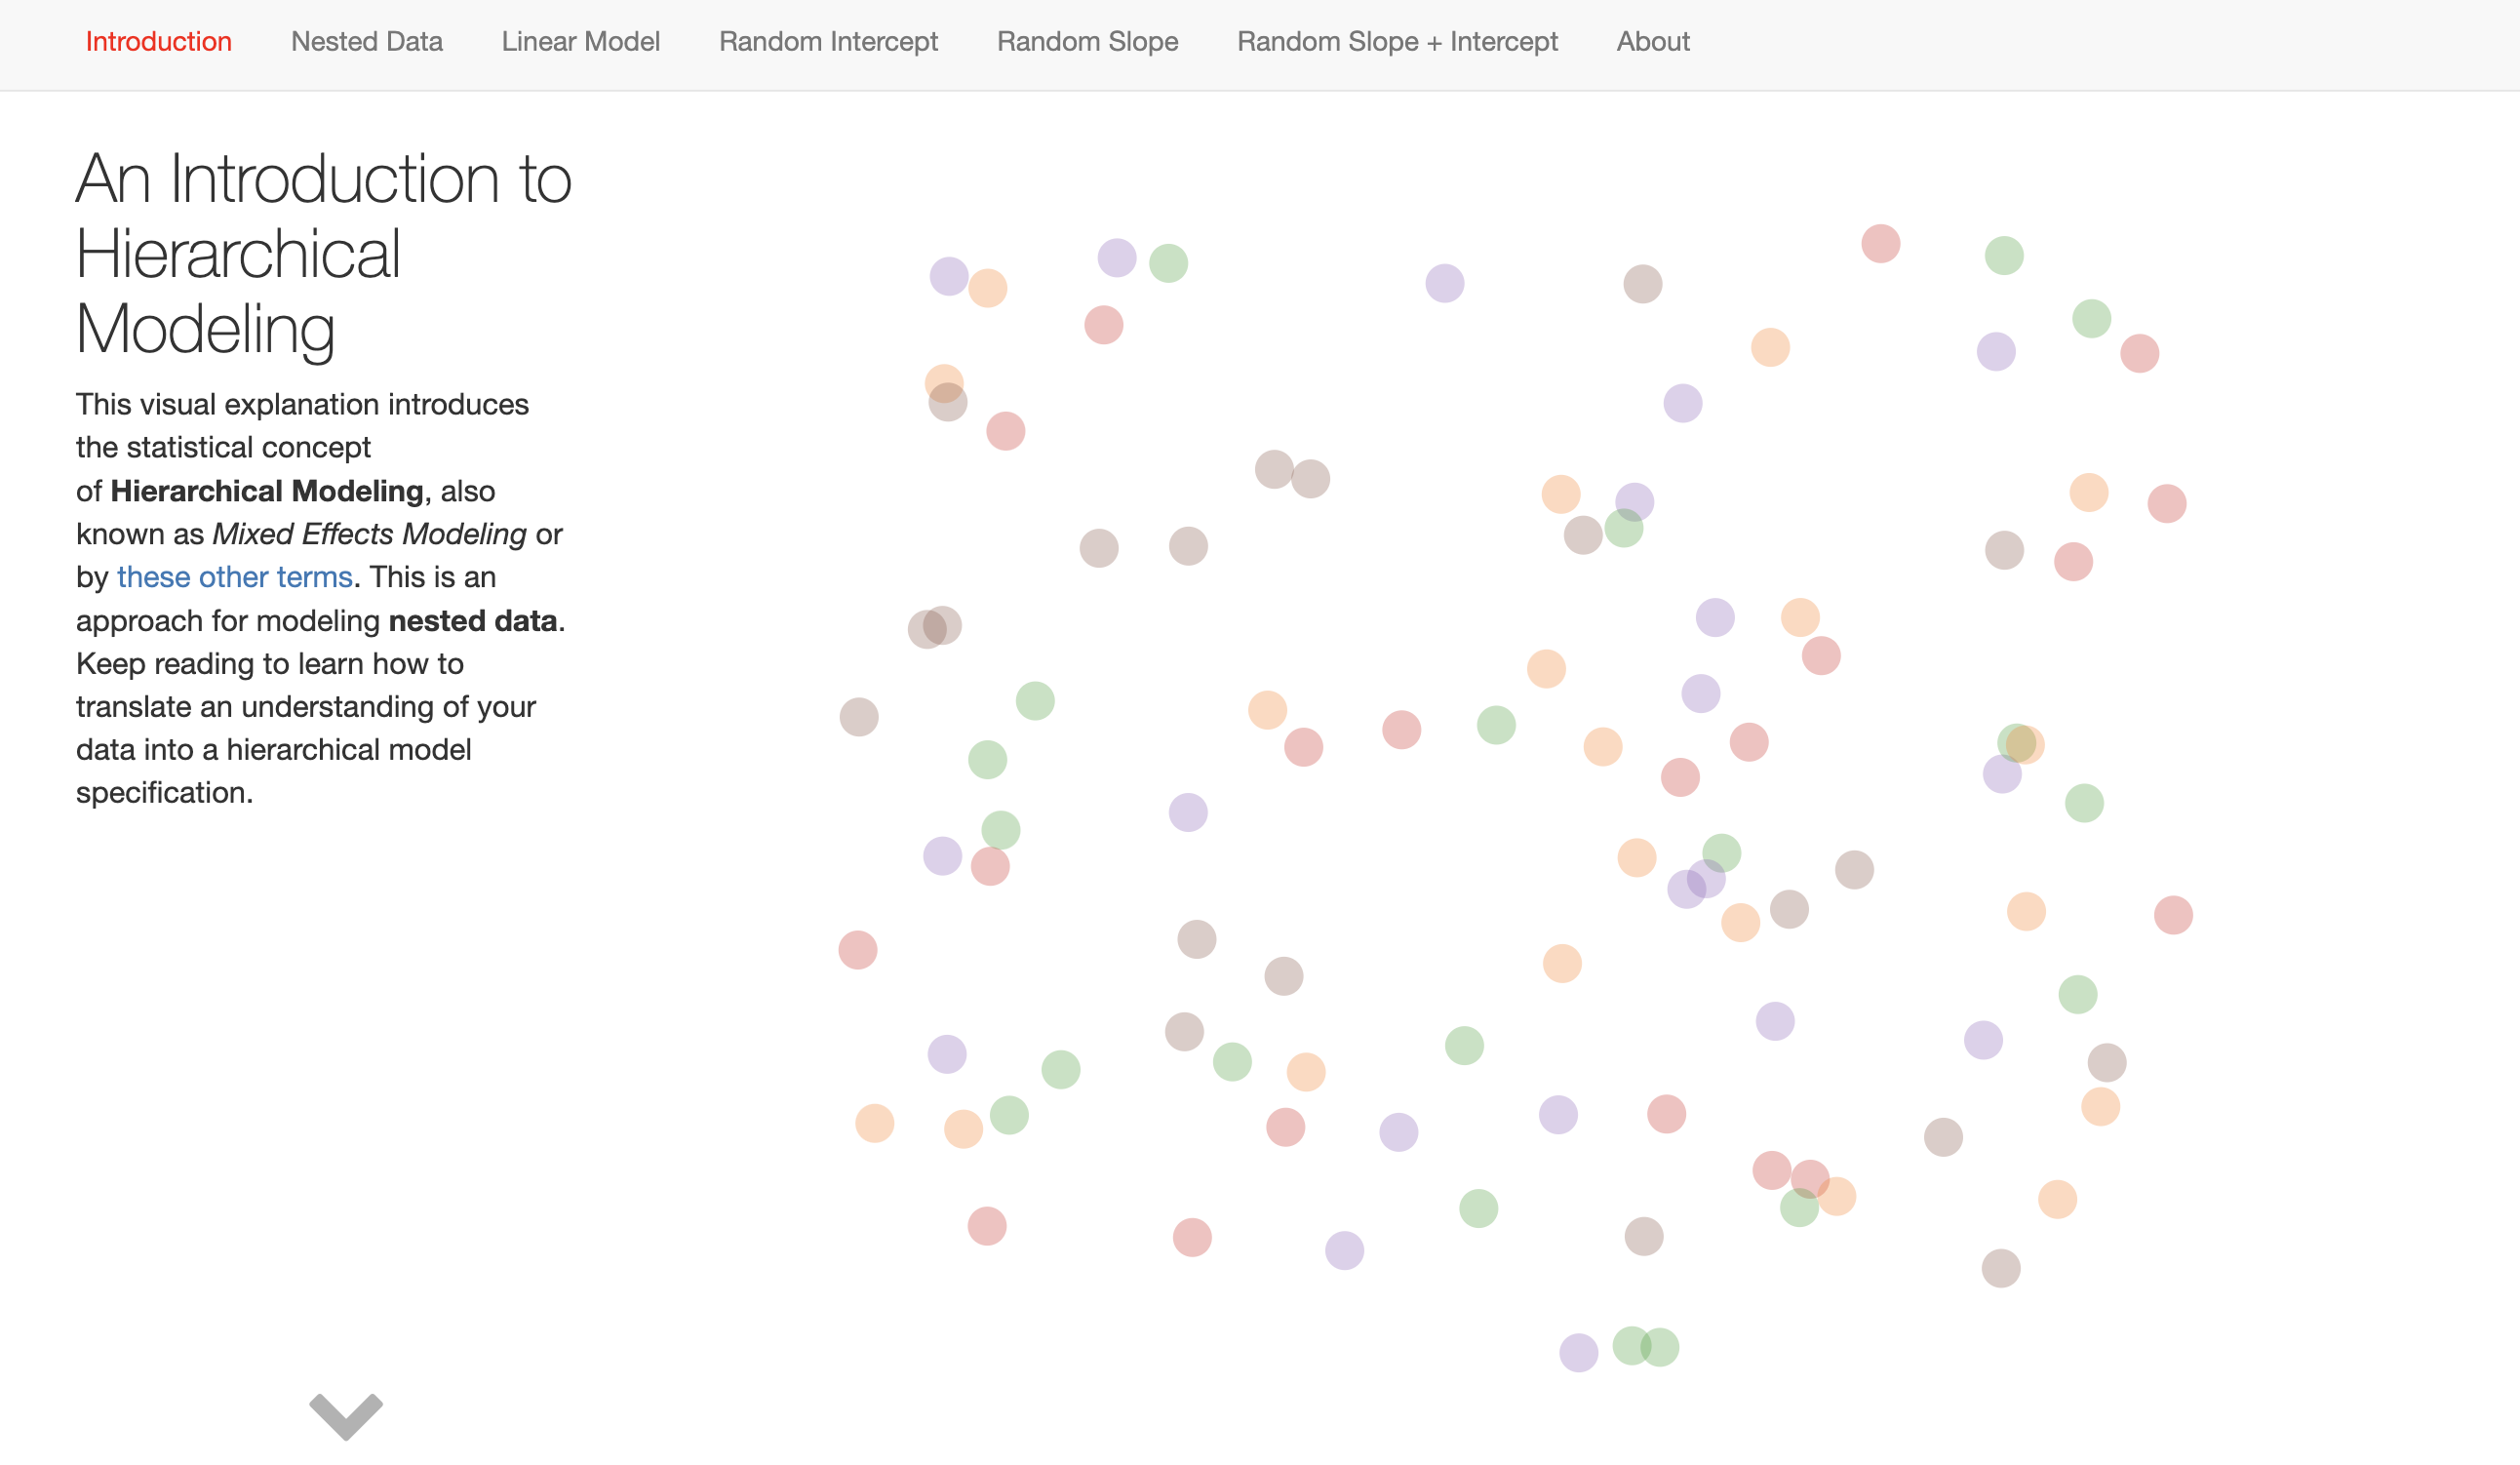 Introduction Nested Data Linear Model Random Intercept Random Slope Random Slope + Intercept About
An Introduction to
Hierarchical
Modeling
This visual explanation introduces
the statistical concept
of Hierarchical Modeling, also
known as Mixed Effects Modeling or
by these other terms. This is an
approach for modeling nested data.
Keep reading to learn how to
translate an understanding of your
data into a hierarchical model
specification.